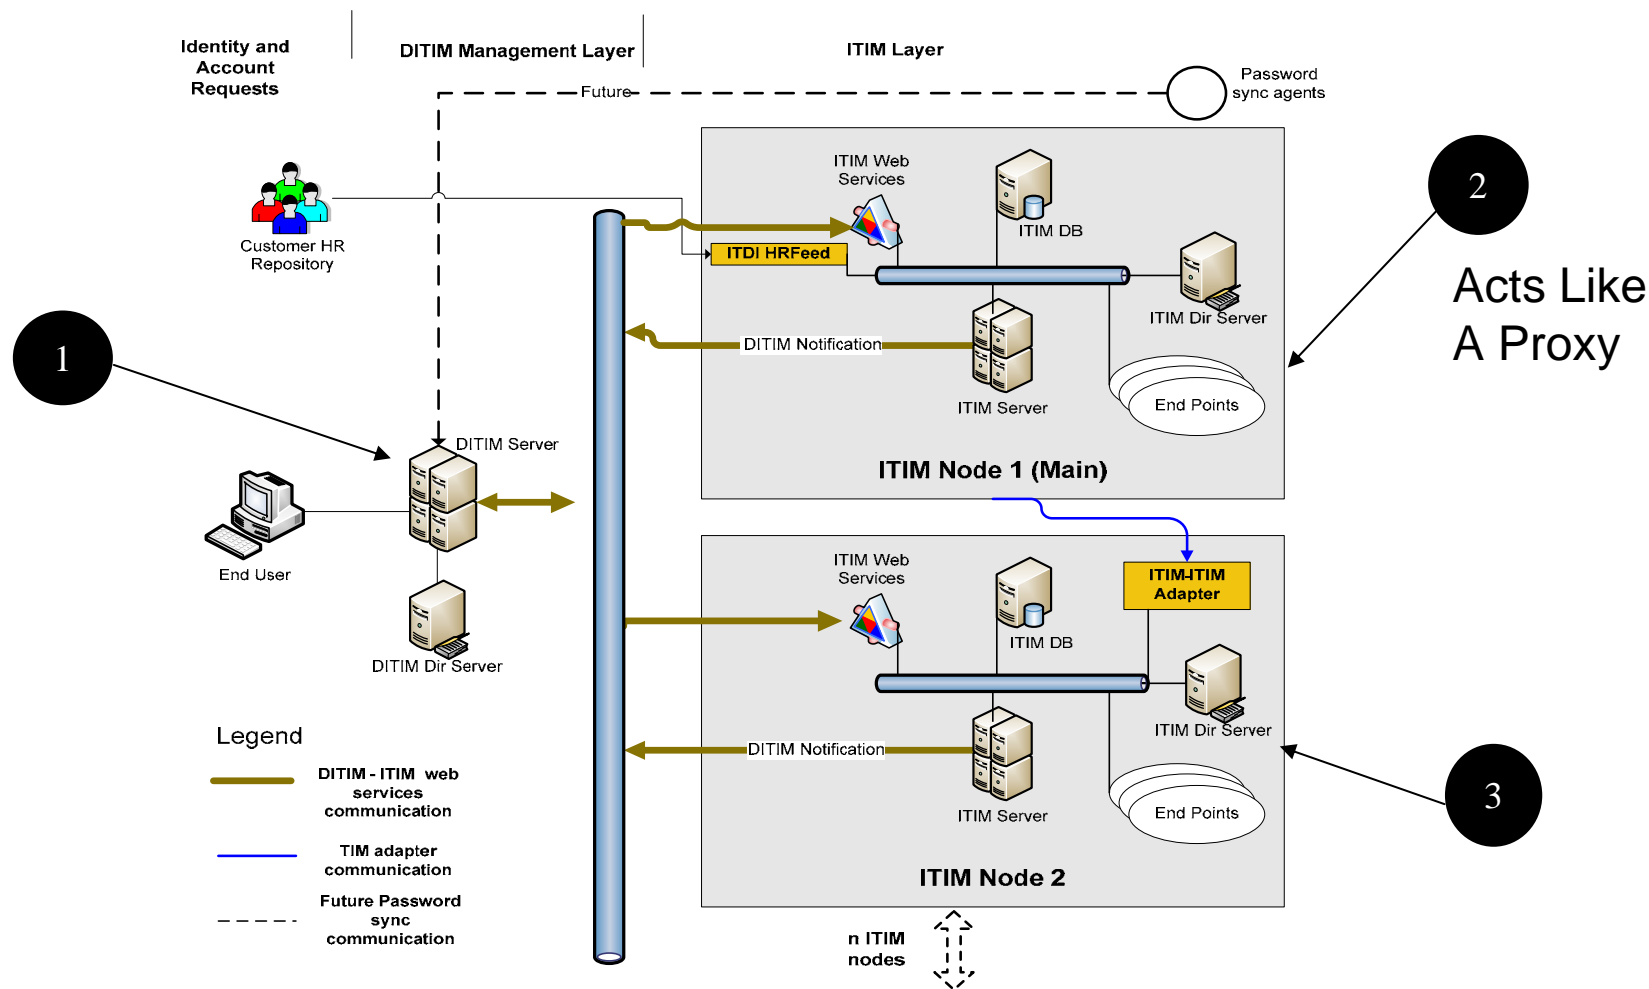 Identity and
Account
Requests
DITIM Management Layer
ITIM Layer
Future
Password
sync agents
Customer HR
Repository
ITIM Web
Services
ITIM DB
ITDI HRFeed
ITIM Dir Server
DITIM Notification
ITIM Server
End Points
ITIM Node 1 (Main)
2
Acts Like
A Proxy
1
DITIM Server
End User
DITIM Dir Server
ITIM Web
Services
ITIM DB
ITIM-ITIM
Adapter
ITIM Dir Server
DITIM Notification
ITIM Server
End Points
ITIM Node 2
3
n ITIM
nodes
Legend
DITIM - ITIM web
services
communication
TIM adapter
communication
Future Password
sync
communication